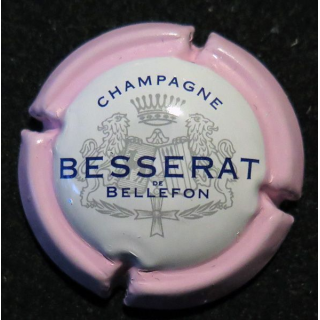 CHAMPAGNE
BESSERAT
DE
BELLEFON